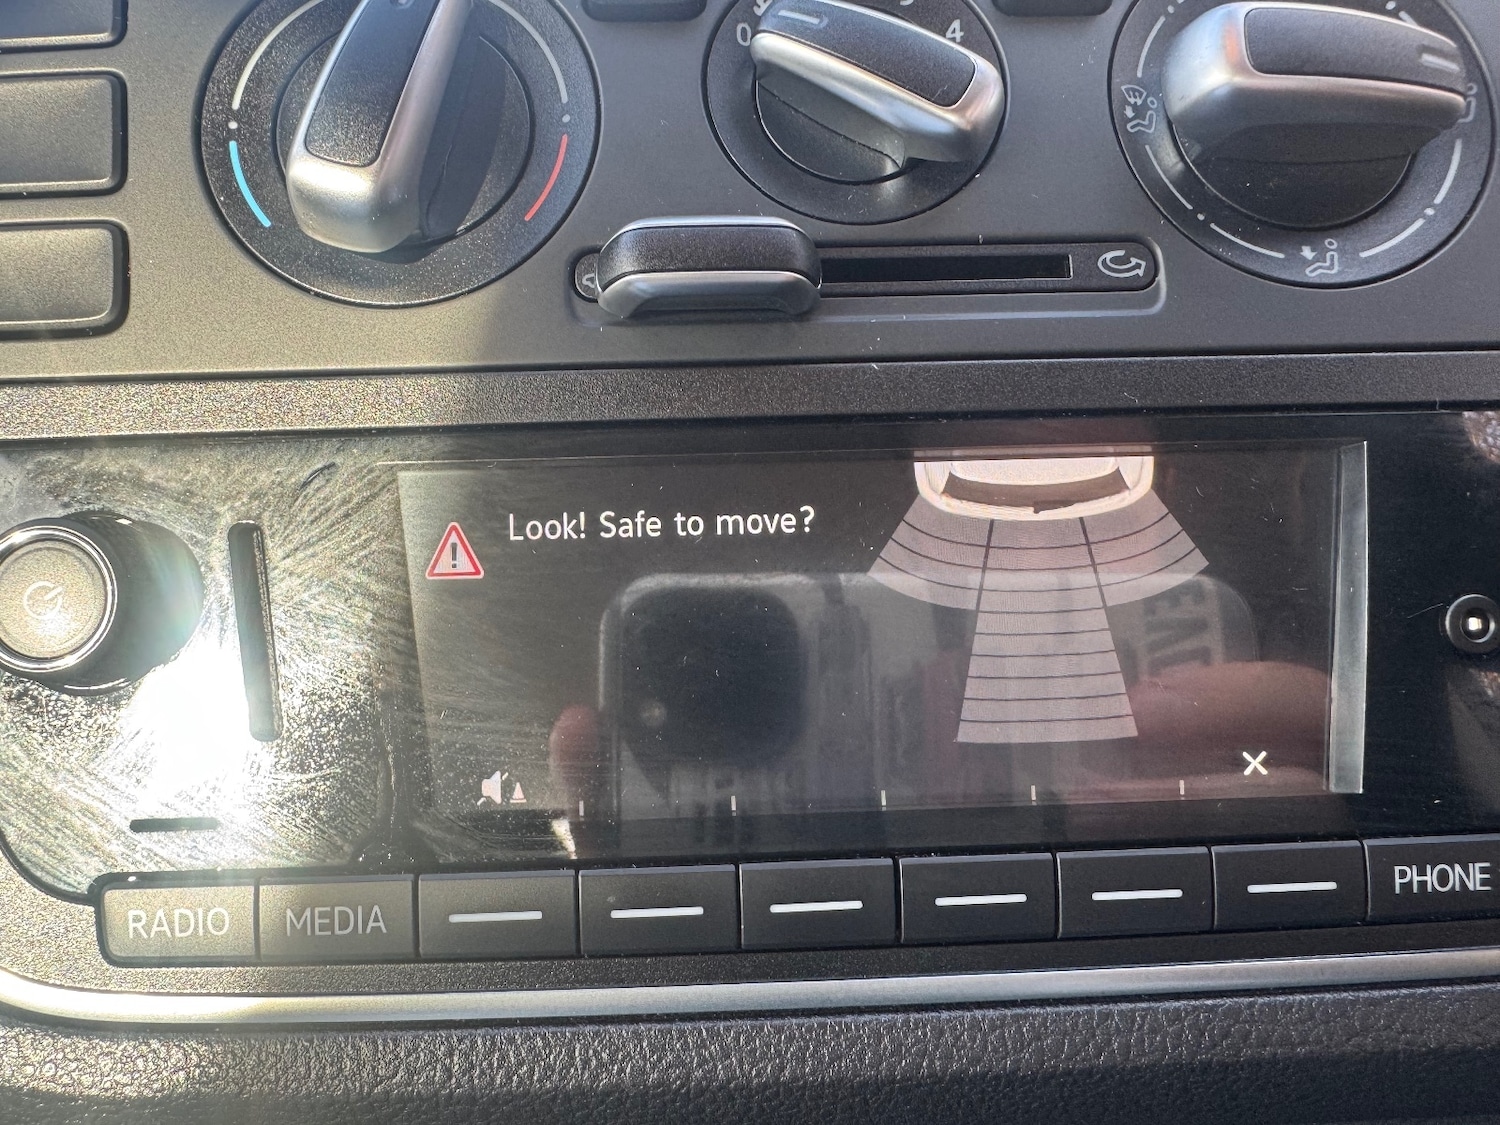 0 4
Look! Safe to move?
RADIO MEDIA PHONE